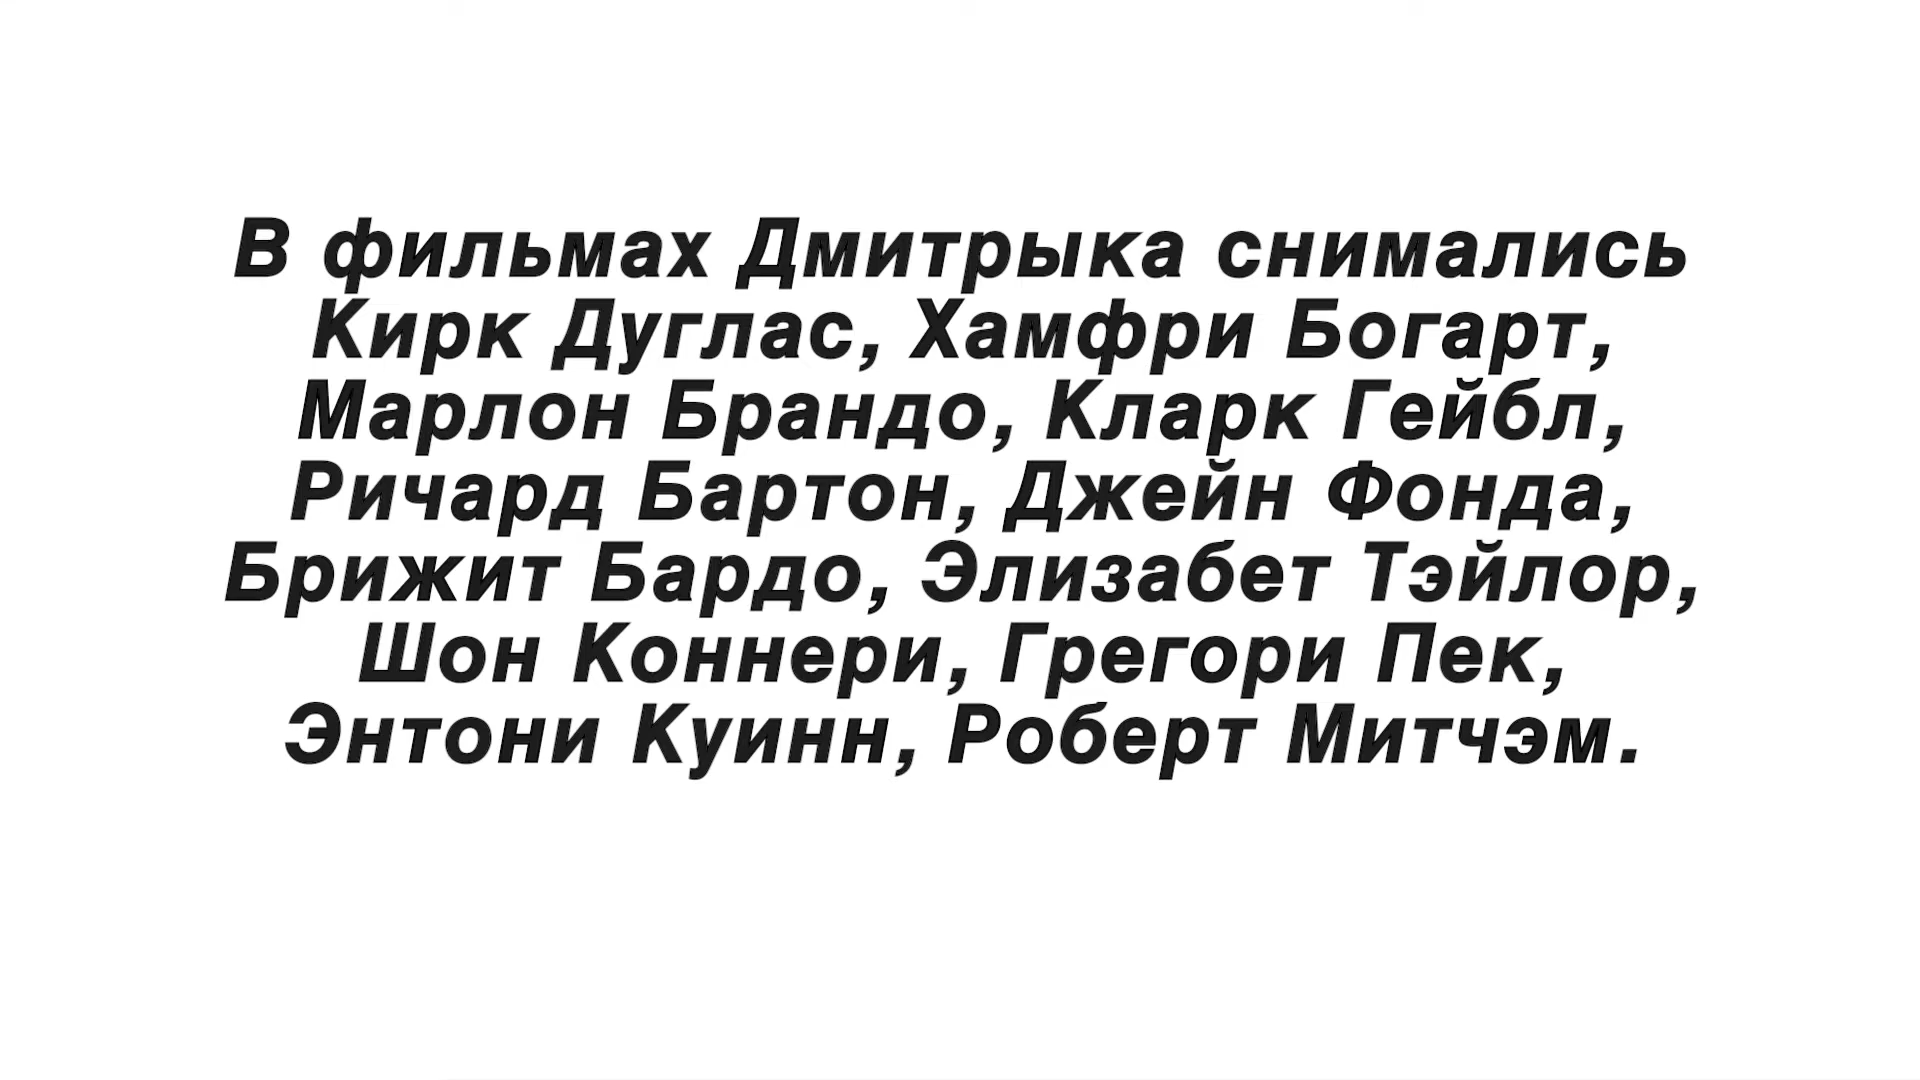 В фильмах Дмитрыка снимались
Кирк Дуглас, Хамфри Богарт,
Марлон Брандо, Кларк Гейбл,
Ричард Бартон, Джейн Фонда,
Брижит Бардо, Элизабет Тэйлор,
Шон Коннери, Грегори Пек,
Энтони Куинн, Роберт Митчэм.